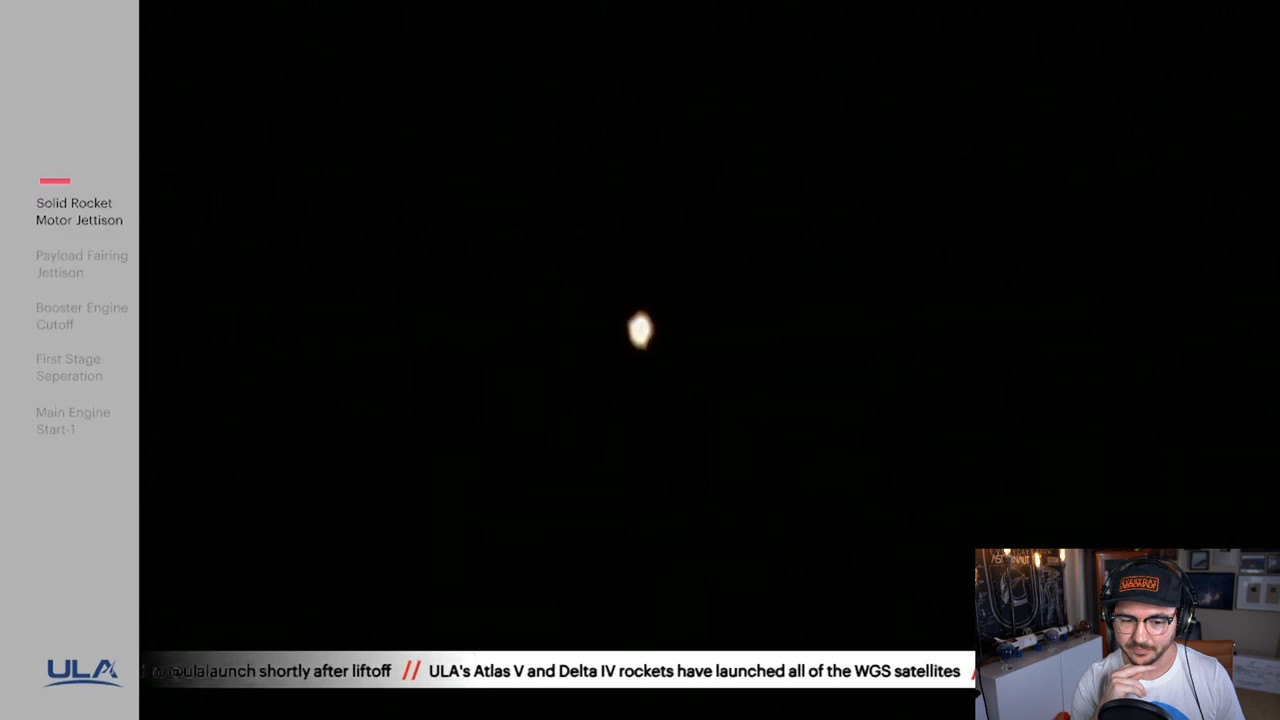 Solid Rocket
Motor Jettison
Payload Fairing
Jettison
Booster Engine
Cutoff
First Stage
Seperation
Main Engine
Start-1
ULA
@ulalaunch shortly after liftoff // ULA's Atlas V and Delta IV rockets have launched all of the WGS satellites